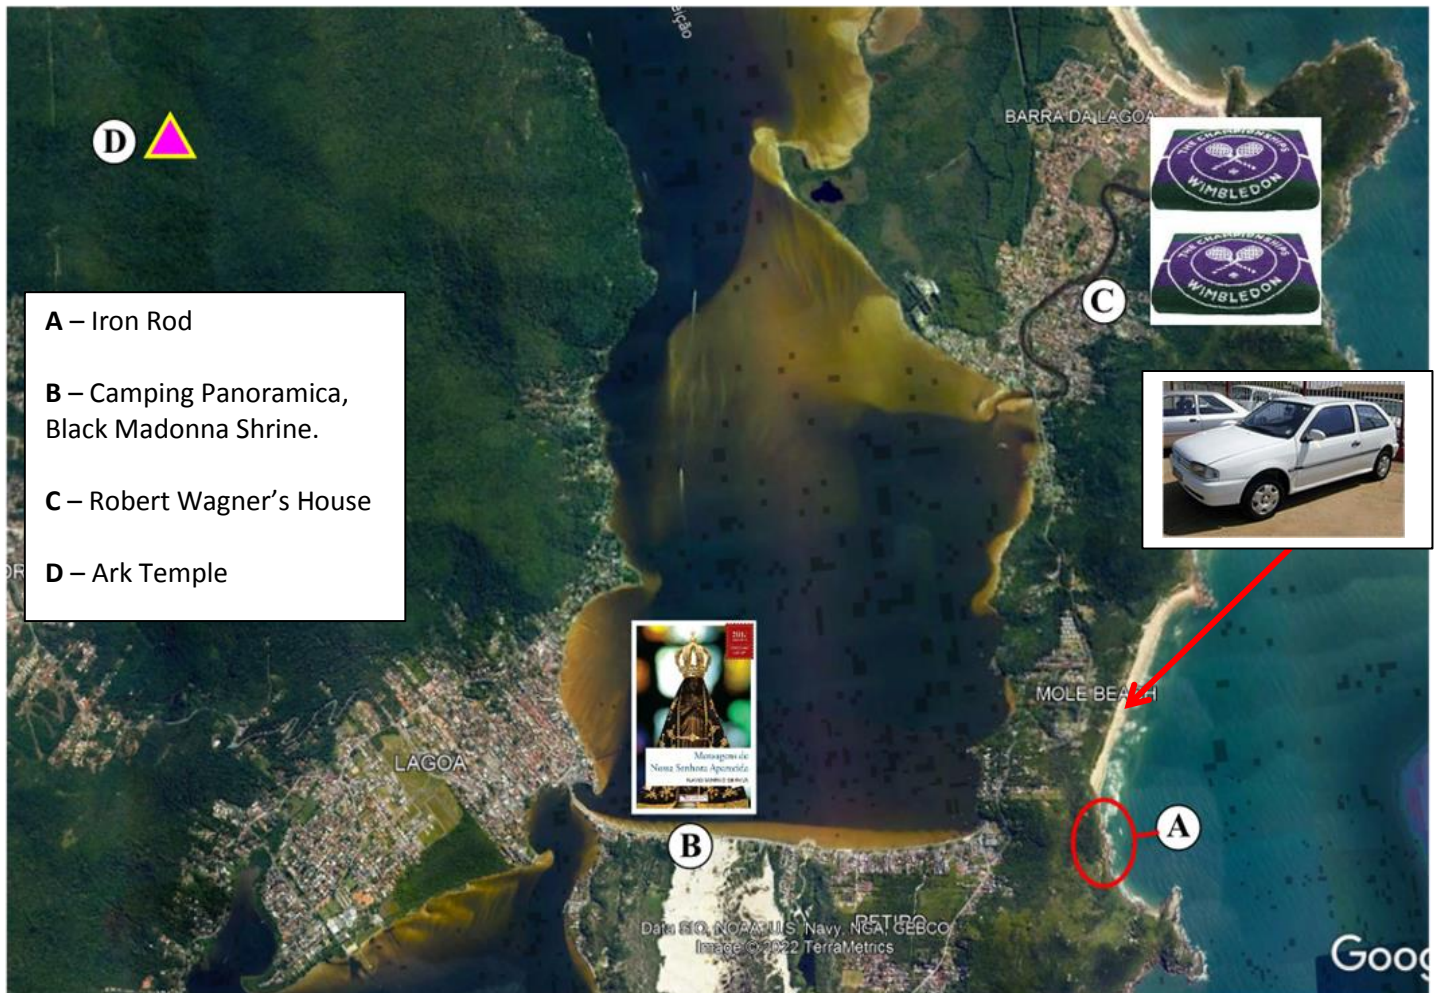 eição
BARRA DA LAGOA
D
THE CHAMPIONSHIPS
WIMBLEDON
THE CHAMPIONSHIPS
WIMBLEDON
C
A – Iron Rod
B – Camping Panoramica,
Black Madonna Shrine.
C – Robert Wagner’s House
D – Ark Temple
OR
MOLE BEACH
LAGOA
Mensagens de
Nossa Senhora Aparecida
B
A
RETIRO
Data SIO, NOAA, U.S. Navy, NGA, GEBCO
Image © 2022 TerraMetrics
Goog